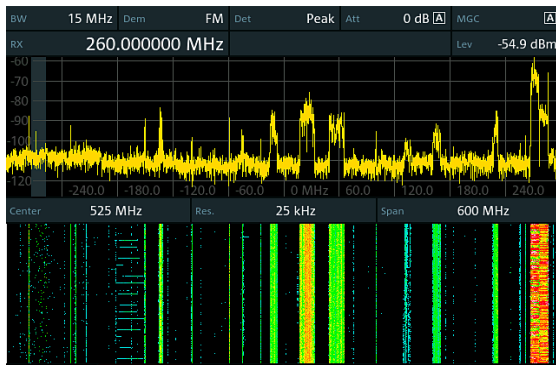 BW 15 MHz Dem FM Det Peak Att 0 dB A MGC A
RX 260.000000 MHz Lev -54.9 dBm
-60
-70
-80
-90
-100
-110
-120
-240.0 -180.0 -120.0 -60.0 0 MHz 60.0 120.0 180.0 240.0
Center 525 MHz Res. 25 kHz Span 600 MHz